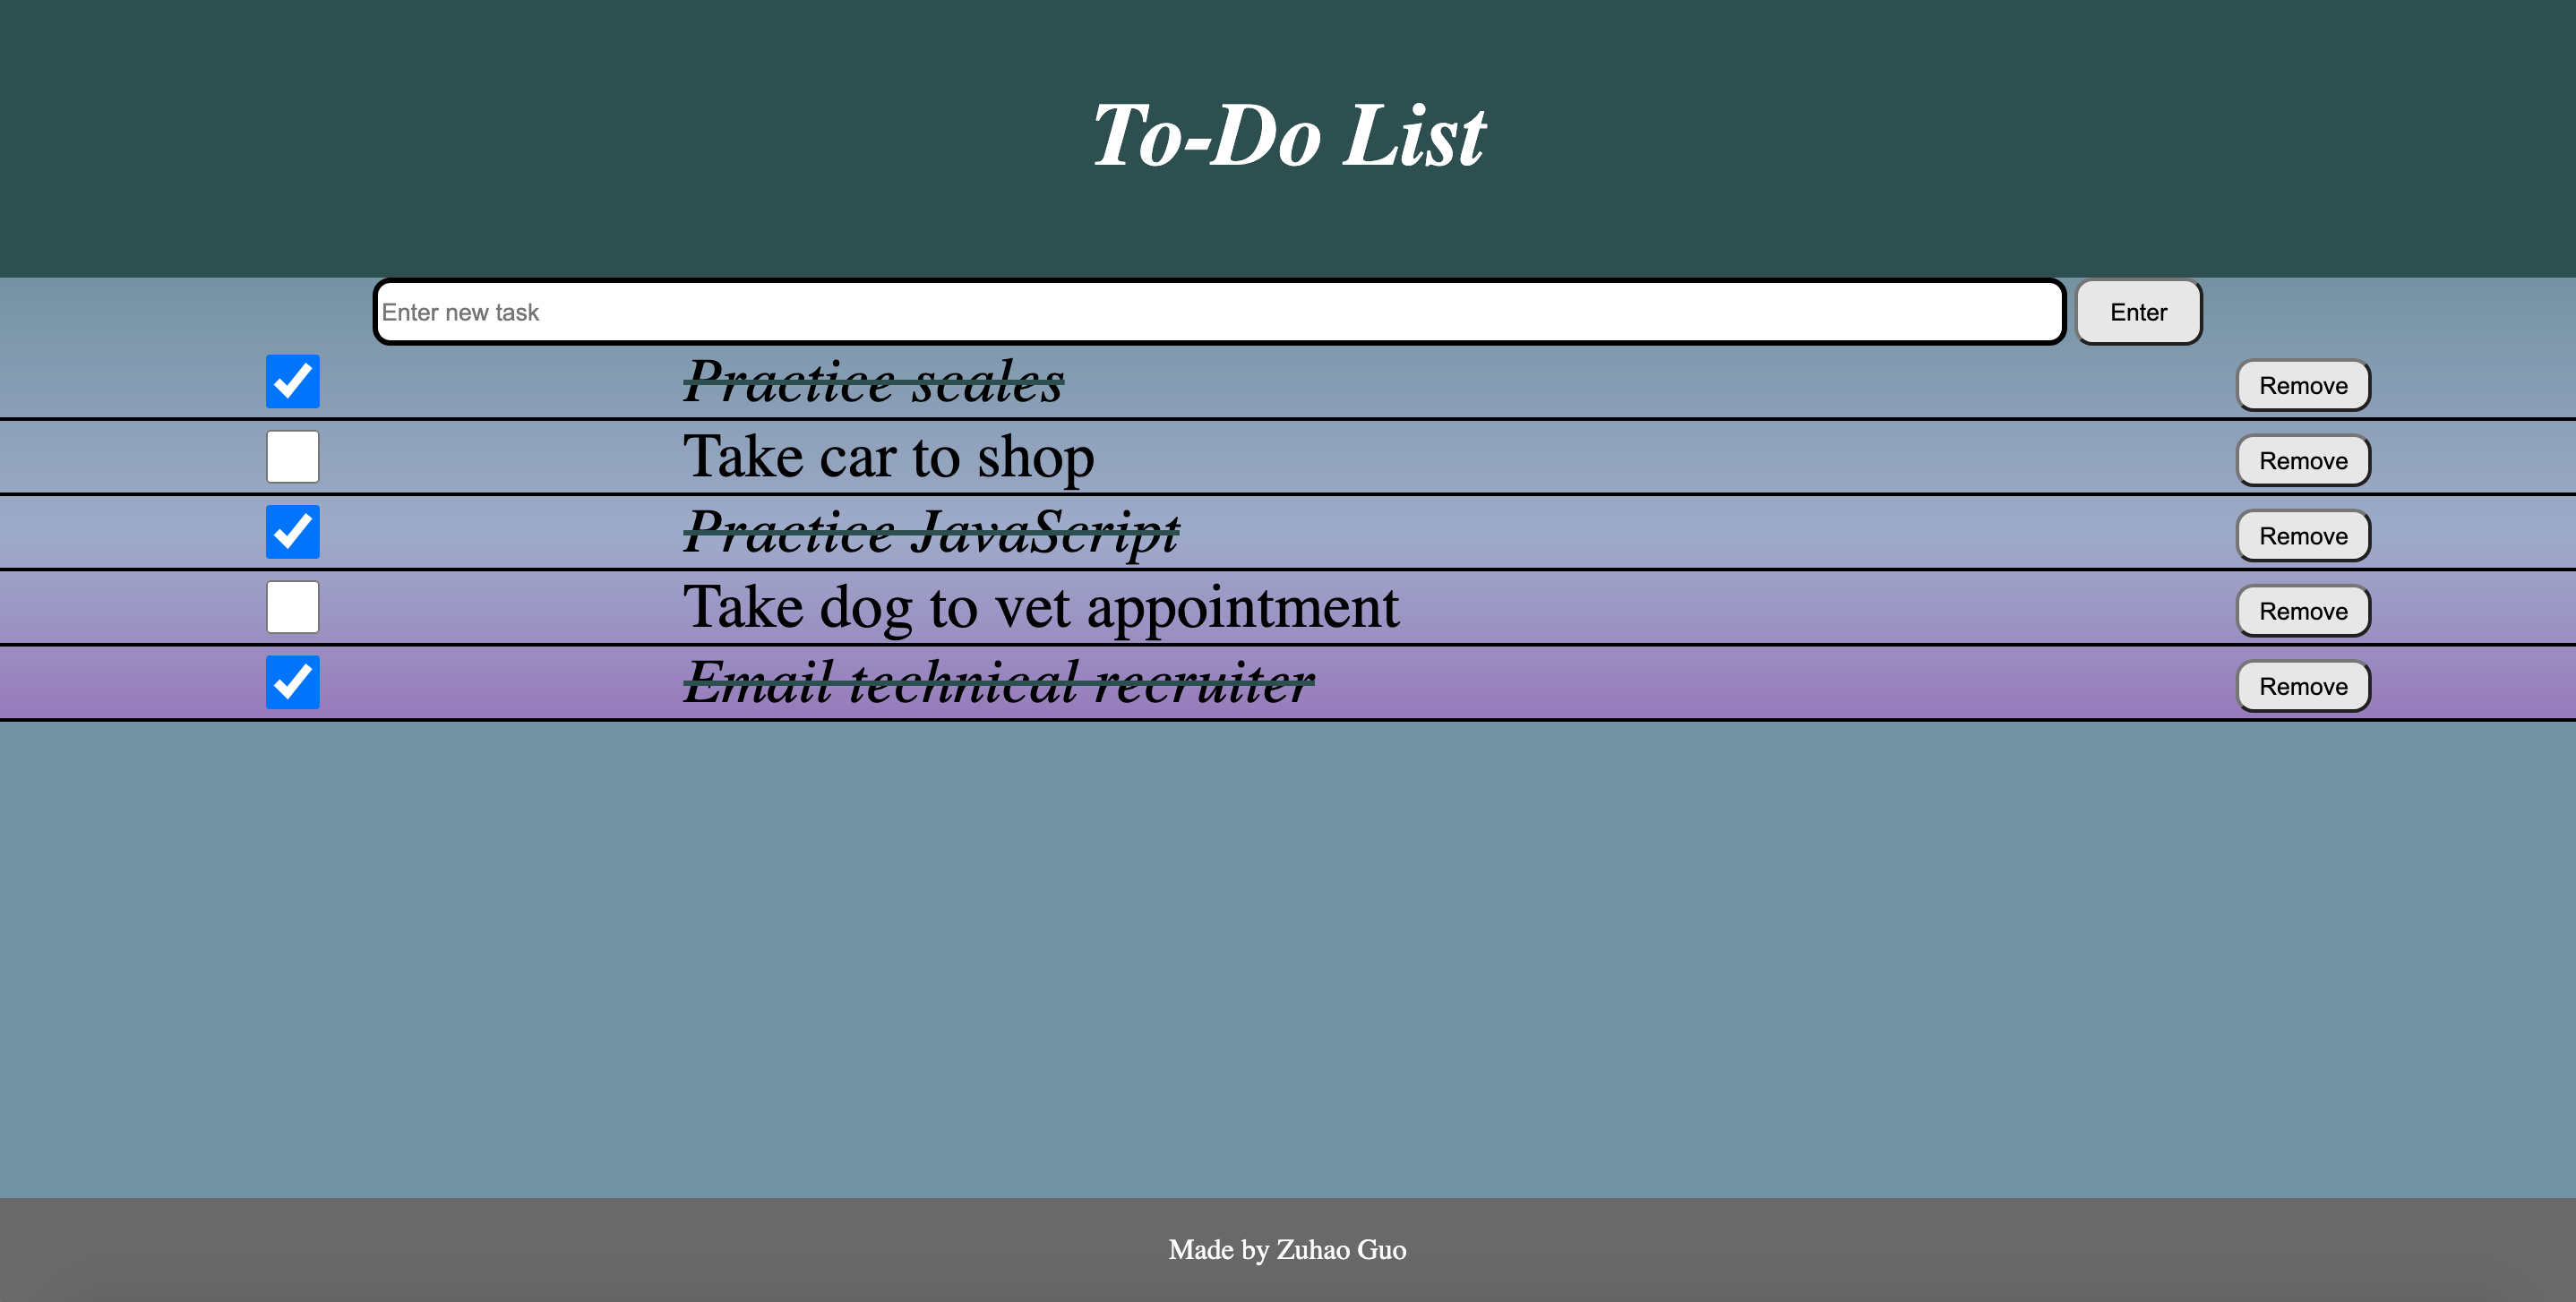 To-Do List
Enter new task
Enter
Practice scales
Remove
Take car to shop
Remove
Practice JavaScript
Remove
Take dog to vet appointment
Remove
Email technical recruiter
Remove
Made by Zuhao Guo